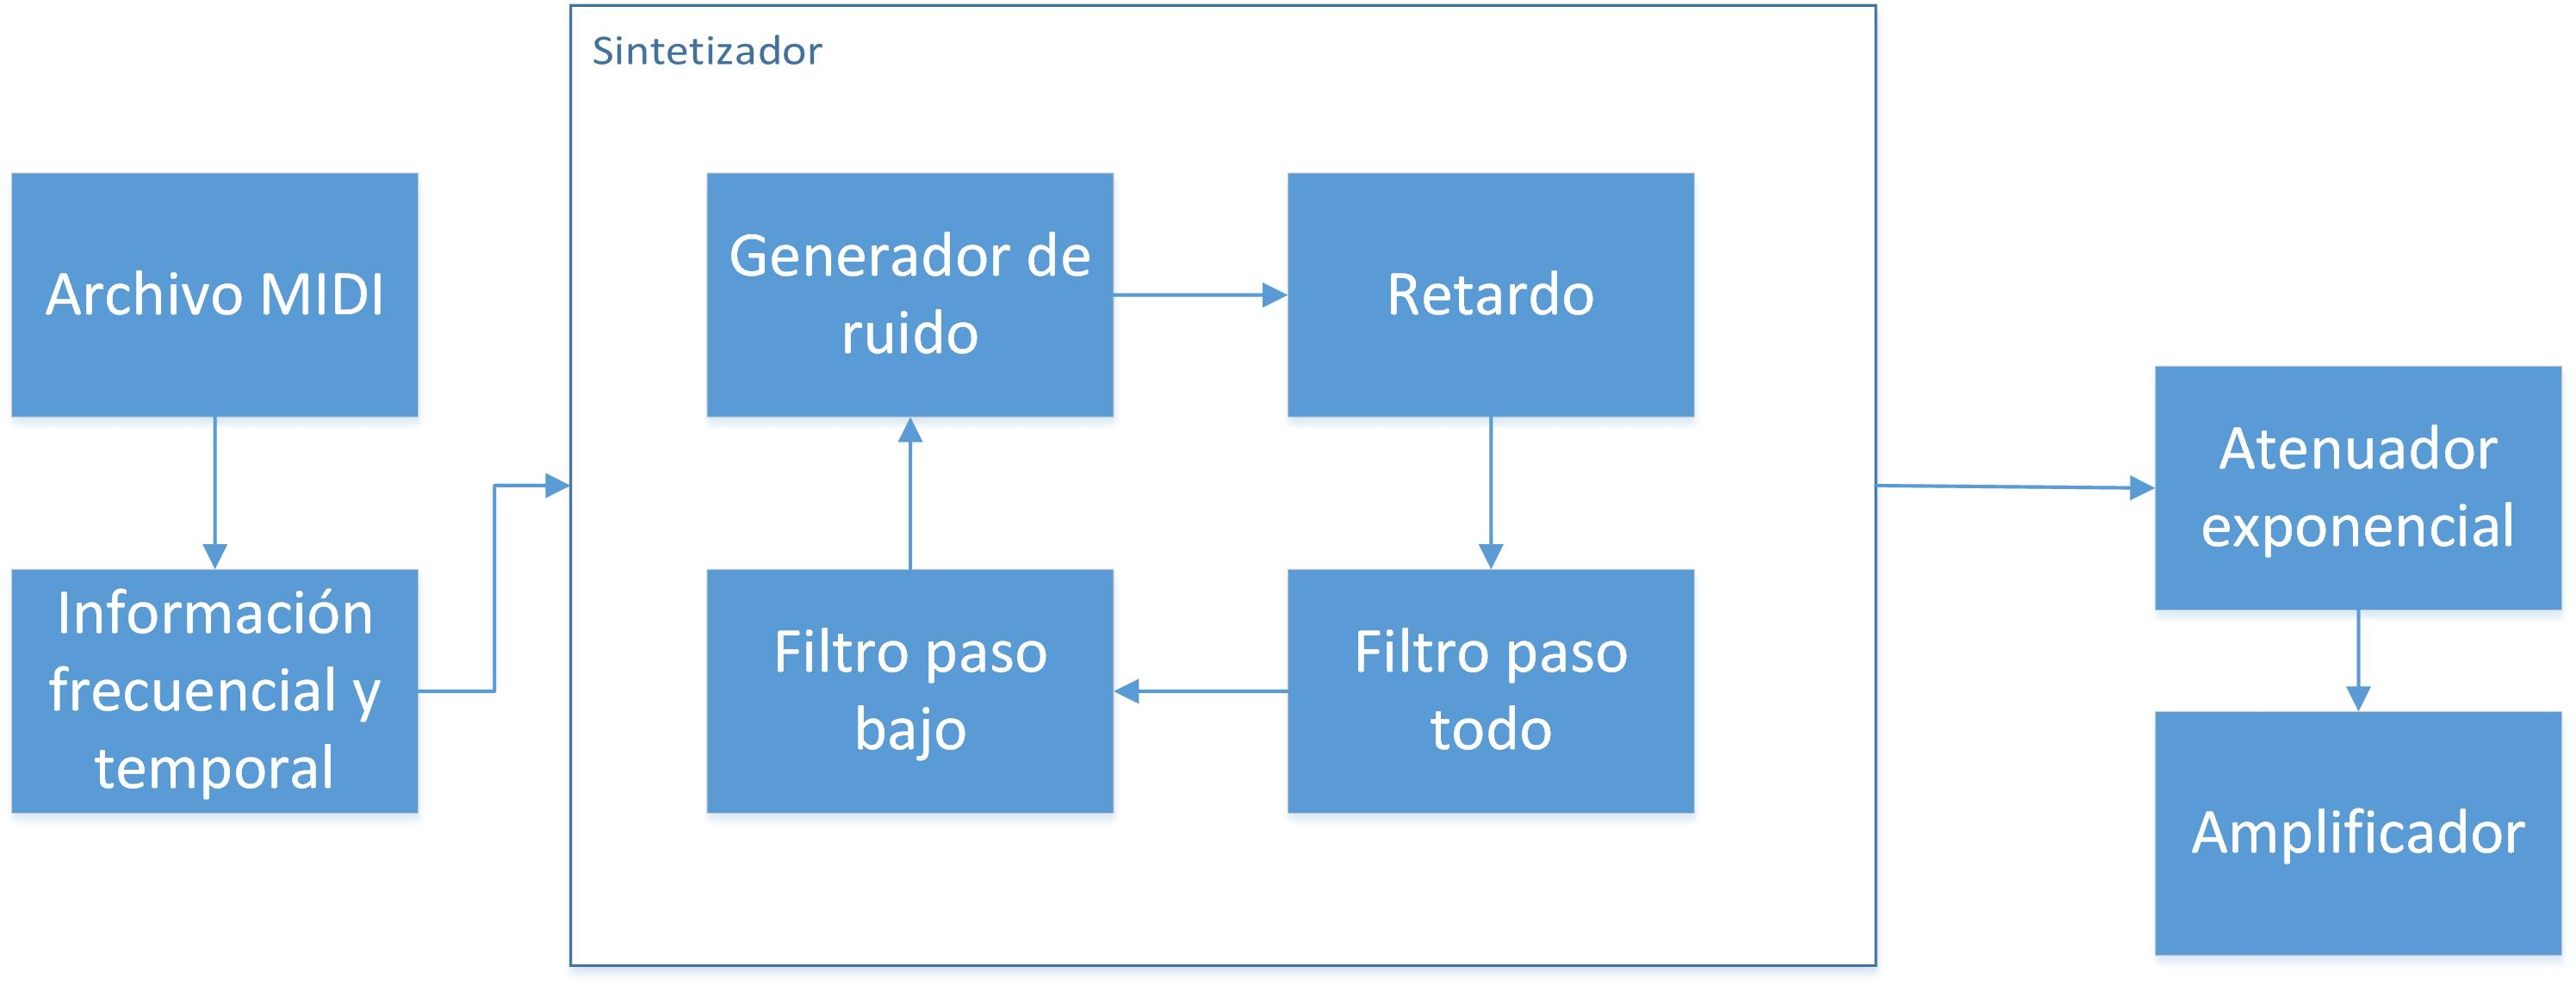 Sintetizador
Archivo MIDI
Información
frecuencial y
temporal
Generador de
ruido
Retardo
Filtro paso
todo
Filtro paso
bajo
Atenuador
exponencial
Amplificador